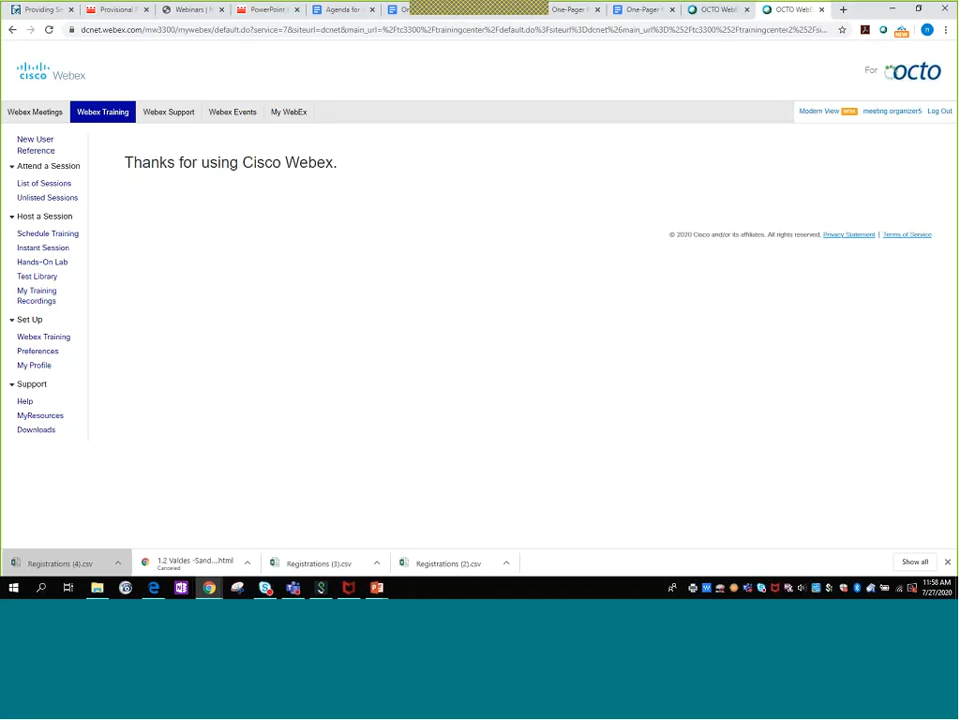 Providing Se
Provisional F
Webinars | N
PowerPoint
Agenda for
One-Pager
One-Pager
OCTO WebE
OCTO WebE
dcnet.webex.com/mw3300/mywebex/default.do?service=7&siteurl=dcnet&main_url=%2Ftc3300%2Ftrainingcenter%2Fdefault.do%3Fsiteurl%3Ddcnet%26main_url%3D%252Ftc3300%252Ftrainingcenter2%252Fsi...
NEW
n
cisco Webex
For octo
Webex Meetings Webex Training Webex Support Webex Events My WebEx
Modern View NEW meeting.organizer5 Log Out
New User
Reference
Attend a Session
List of Sessions
Unlisted Sessions
Host a Session
Schedule Training
Instant Session
Hands-On Lab
Test Library
My Training
Recordings
Set Up
Webex Training
Preferences
My Profile
Support
Help
MyResources
Downloads
Thanks for using Cisco Webex.
© 2020 Cisco and/or its affiliates. All rights reserved. Privacy Statement | Terms of Service
Registrations (4).csv
1.2 Valdes -Sand....html
Canceled
Registrations (3).csv
Registrations (2).csv
Show all
11:58 AM
7/27/2020